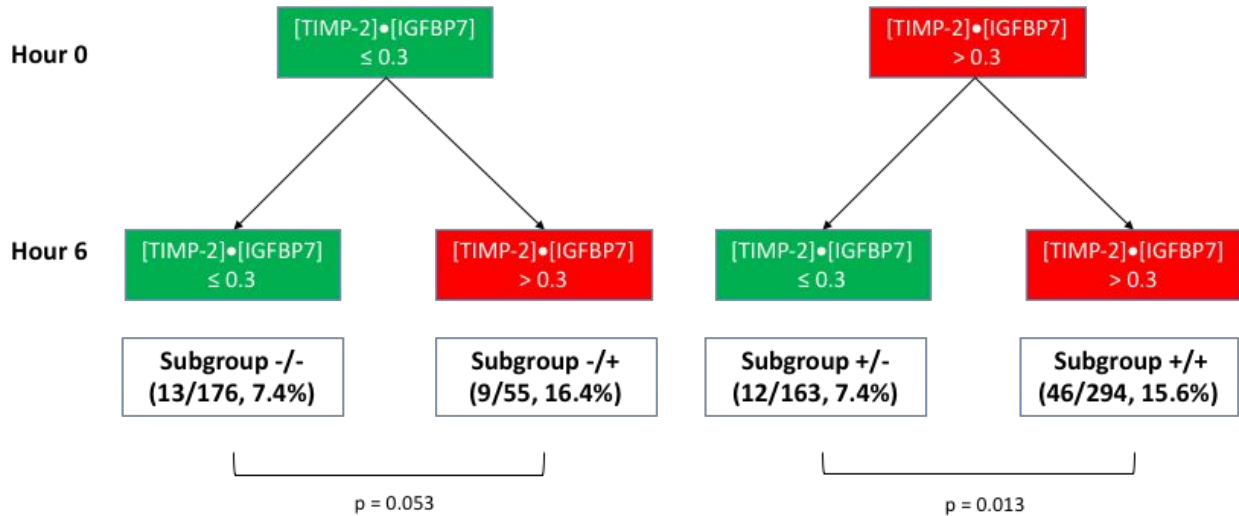 Hour 0
[TIMP-2]●[IGFBP7]
≤ 0.3
[TIMP-2]●[IGFBP7]
> 0.3
Hour 6
[TIMP-2]●[IGFBP7]
≤ 0.3
[TIMP-2]●[IGFBP7]
> 0.3
[TIMP-2]●[IGFBP7]
≤ 0.3
[TIMP-2]●[IGFBP7]
> 0.3
Subgroup -/-
(13/176, 7.4%)
Subgroup -/+
(9/55, 16.4%)
Subgroup +/-
(12/163, 7.4%)
Subgroup +/+
(46/294, 15.6%)
p = 0.053
p = 0.013